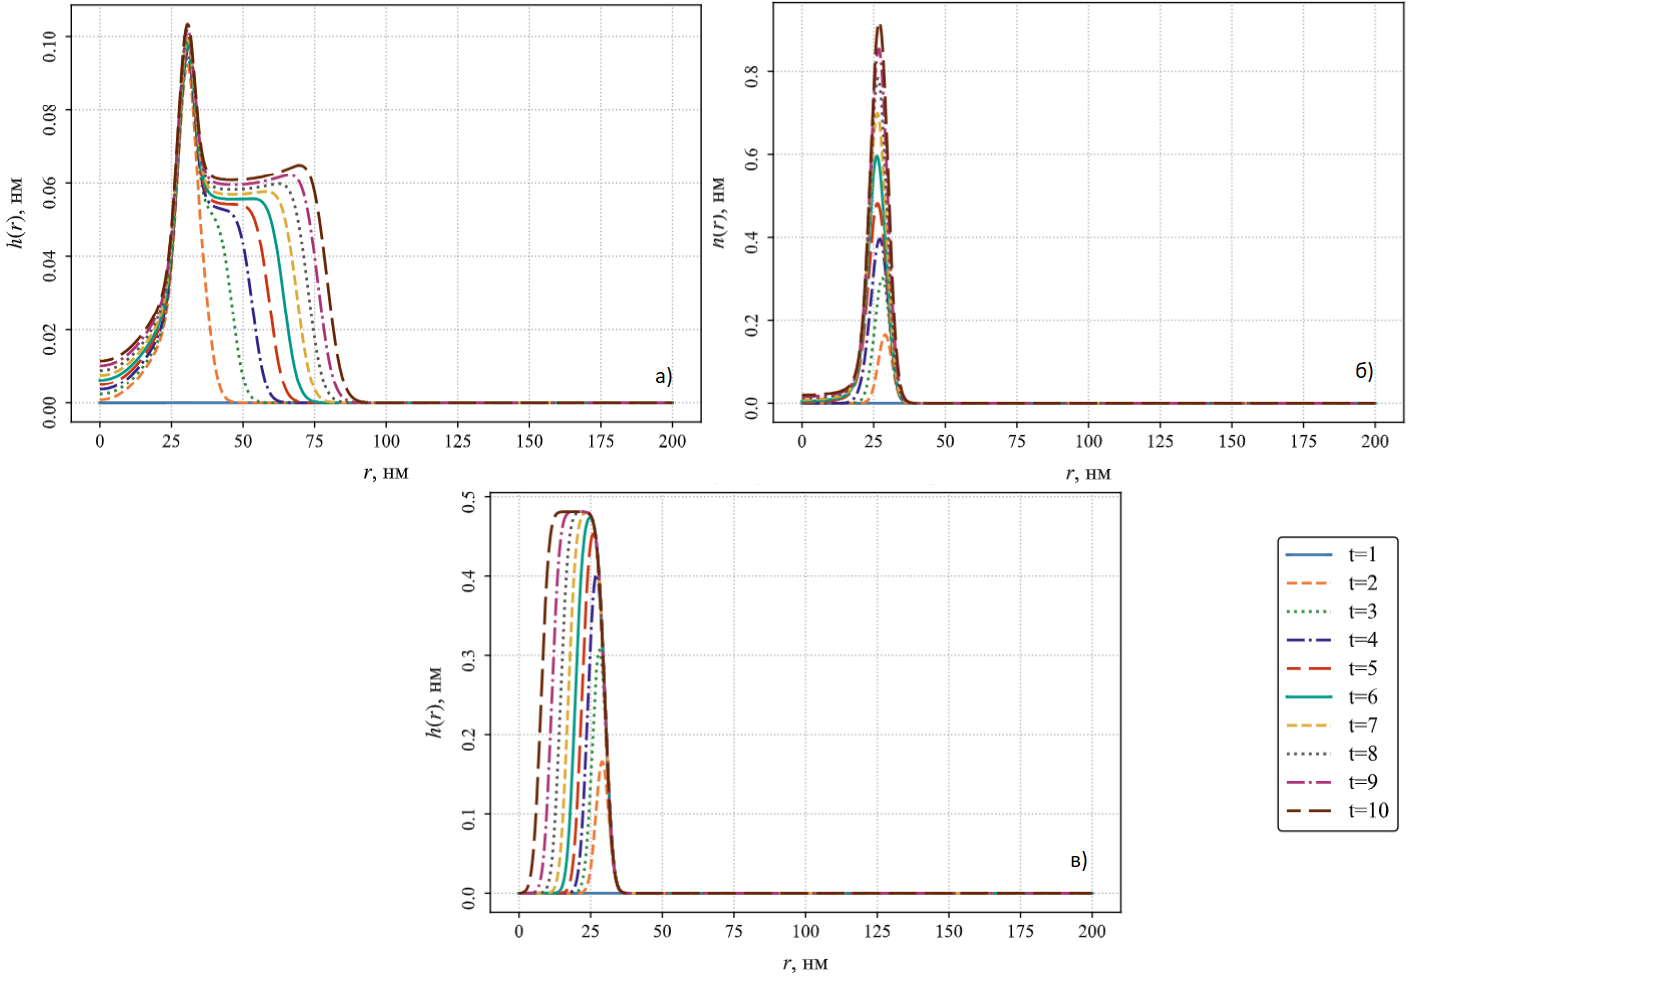 h(r), нм
0.10
0.08
0.06
0.04
0.02
0.00
0 25 50 75 100 125 150 175 200
r, нм
а)
h(r), нм
0.8
0.6
0.4
0.2
0.0
0 25 50 75 100 125 150 175 200
r, нм
б)
h(r), нм
0.5
0.4
0.3
0.2
0.1
0.0
0 25 50 75 100 125 150 175 200
r, нм
в)
t=1
t=2
t=3
t=4
t=5
t=6
t=7
t=8
t=9
t=10